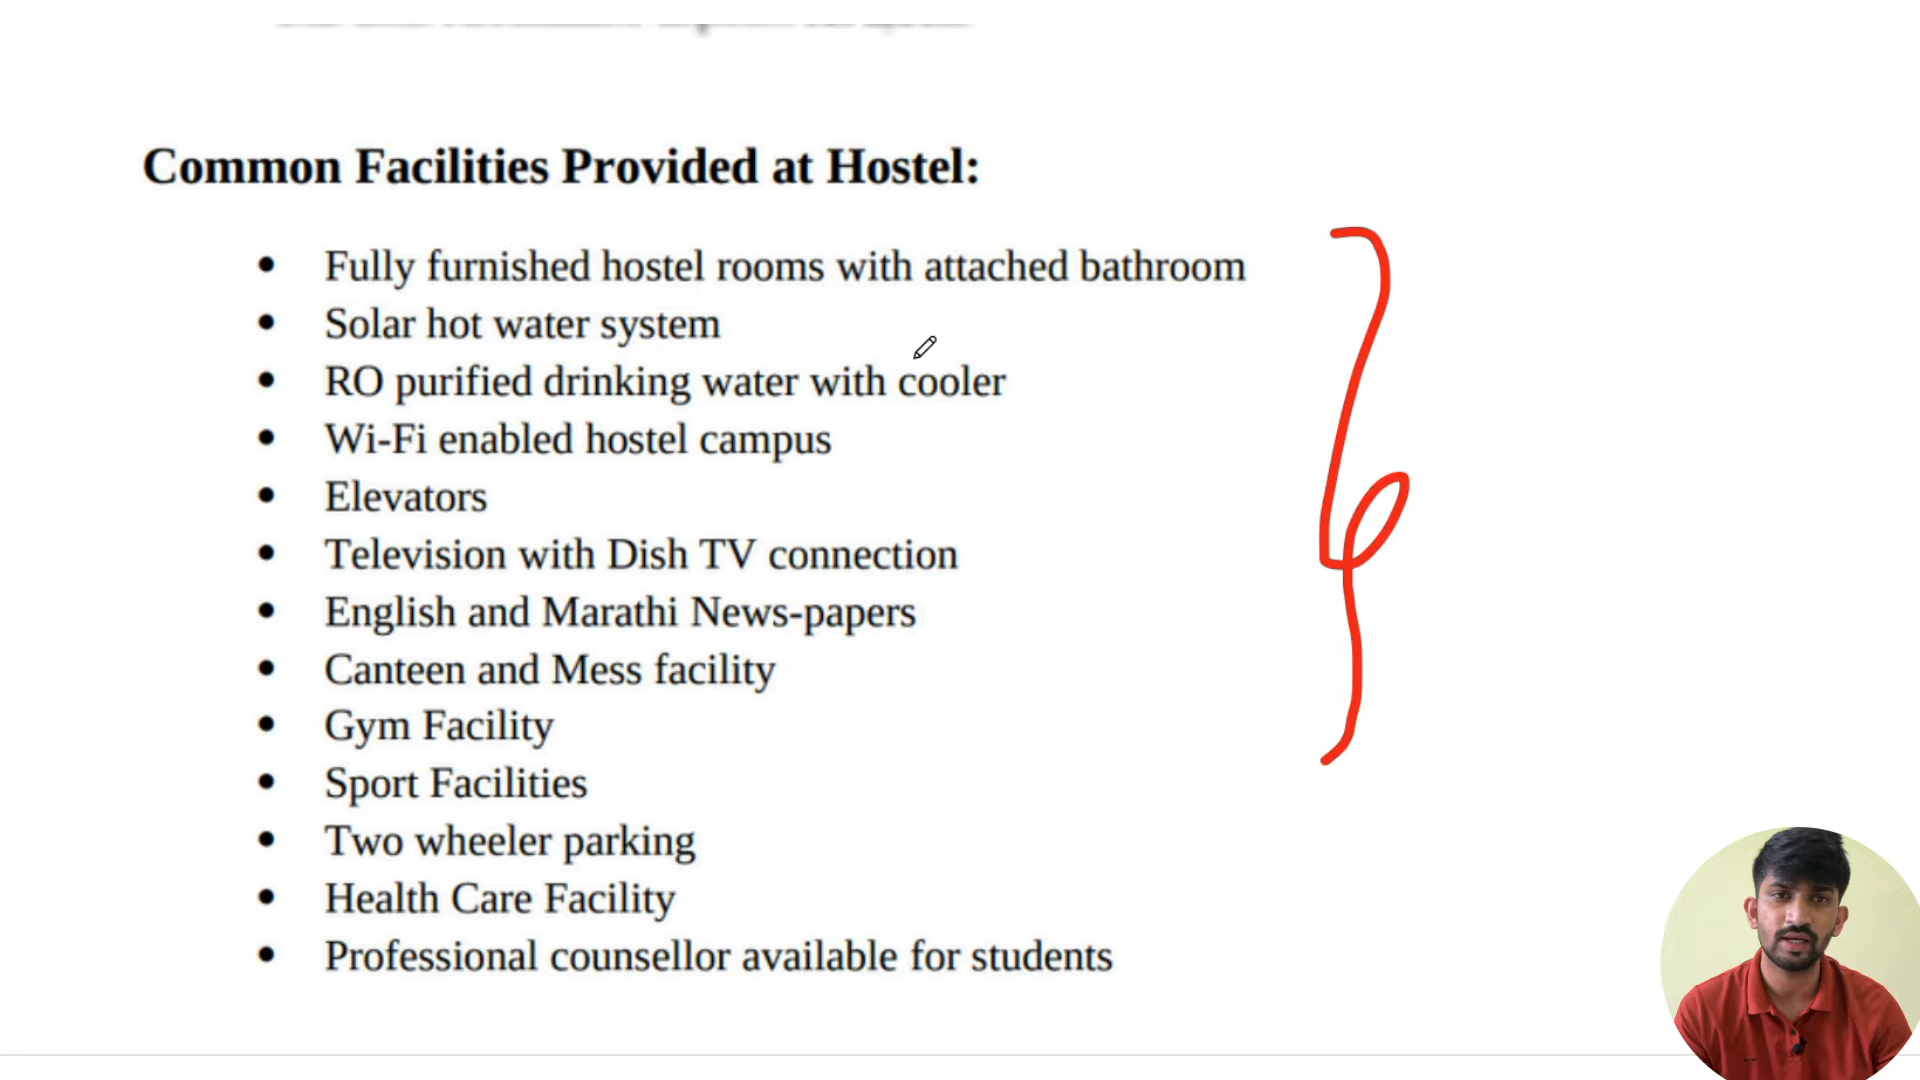 Common Facilities Provided at Hostel:
• Fully furnished hostel rooms with attached bathroom
• Solar hot water system
• RO purified drinking water with cooler
• Wi-Fi enabled hostel campus
• Elevators
• Television with Dish TV connection
• English and Marathi News-papers
• Canteen and Mess facility
• Gym Facility
• Sport Facilities
• Two wheeler parking
• Health Care Facility
• Professional counsellor available for students